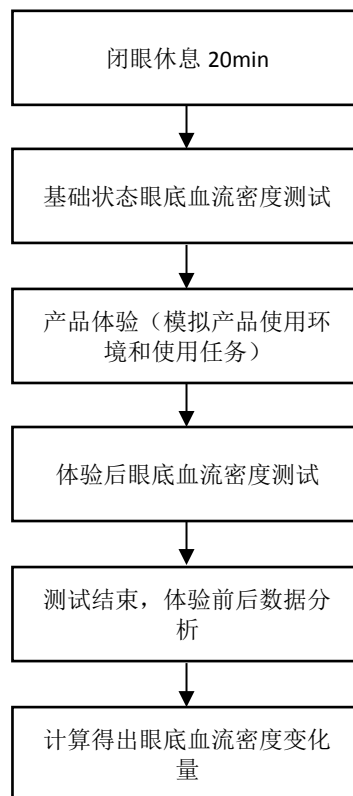 闭眼休息 20min
基础状态眼底血流密度测试
产品体验（模拟产品使用环
境和使用任务）
体验后眼底血流密度测试
测试结束，体验前后数据分
析
计算得出眼底血流密度变化
量